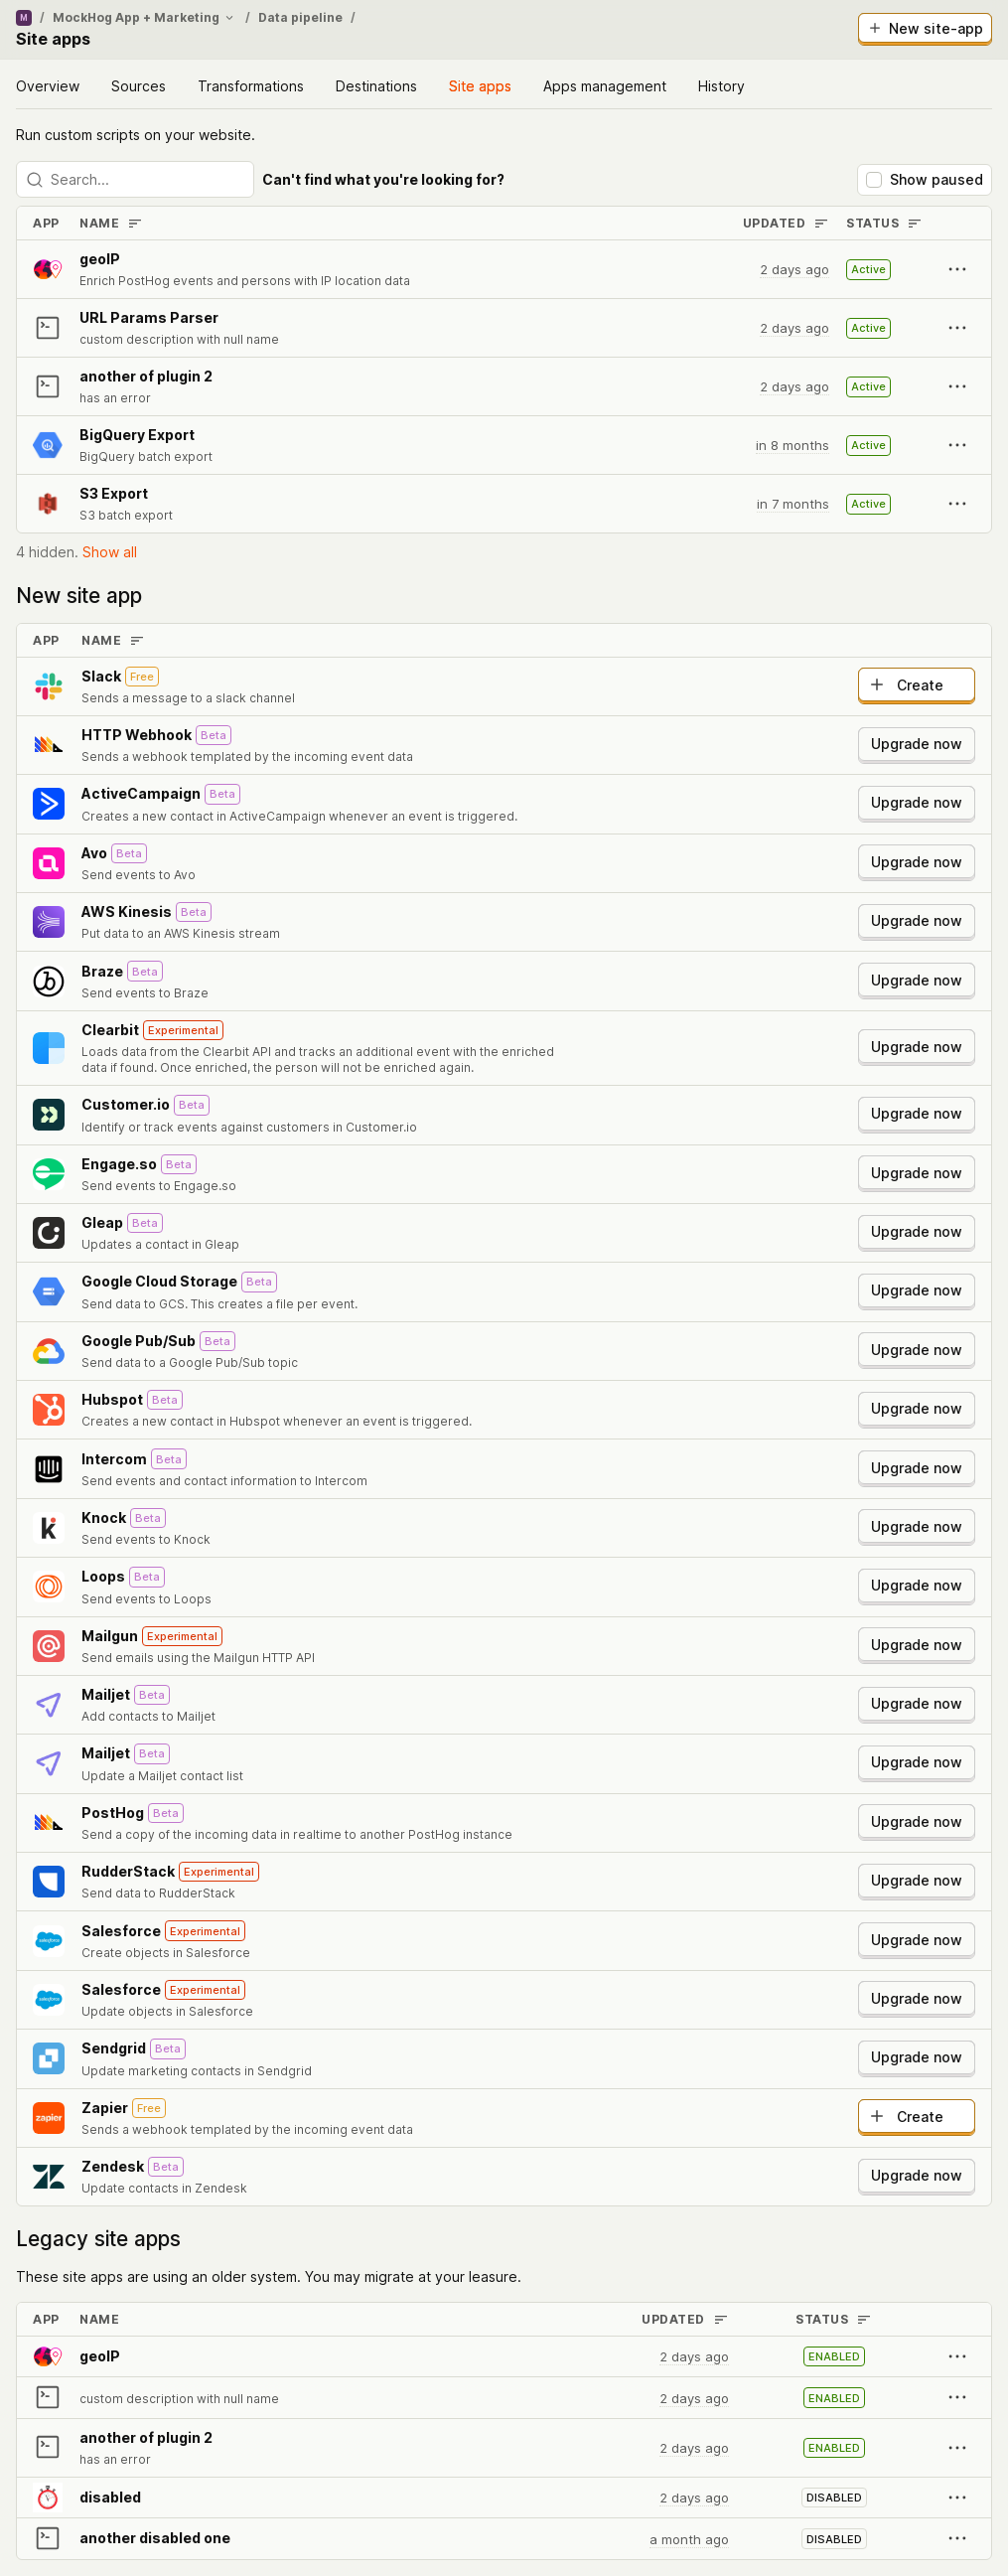 M / MockHog App + Marketing / Data pipeline /
Site apps
New site-app
Overview Sources Transformations Destinations Site apps Apps management History
Run custom scripts on your website.
Search... Can't find what you're looking for? Show paused
APP NAME UPDATED STATUS
geoIP
Enrich PostHog events and persons with IP location data
2 days ago Active
URL Params Parser
custom description with null name
2 days ago Active
another of plugin 2
has an error
2 days ago Active
BigQuery Export
BigQuery batch export
in 8 months Active
S3 Export
S3 batch export
in 7 months Active
4 hidden. Show all
New site app
APP NAME
Slack Free
Sends a message to a slack channel
Create
HTTP Webhook Beta
Sends a webhook templated by the incoming event data
Upgrade now
ActiveCampaign Beta
Creates a new contact in ActiveCampaign whenever an event is triggered.
Upgrade now
Avo Beta
Send events to Avo
Upgrade now
AWS Kinesis Beta
Put data to an AWS Kinesis stream
Upgrade now
Braze Beta
Send events to Braze
Upgrade now
Clearbit Experimental
Loads data from the Clearbit API and tracks an additional event with the enriched
data if found. Once enriched, the person will not be enriched again.
Upgrade now
Customer.io Beta
Identify or track events against customers in Customer.io
Upgrade now
Engage.so Beta
Send events to Engage.so
Upgrade now
Gleap Beta
Updates a contact in Gleap
Upgrade now
Google Cloud Storage Beta
Send data to GCS. This creates a file per event.
Upgrade now
Google Pub/Sub Beta
Send data to a Google Pub/Sub topic
Upgrade now
Hubspot Beta
Creates a new contact in Hubspot whenever an event is triggered.
Upgrade now
Intercom Beta
Send events and contact information to Intercom
Upgrade now
Knock Beta
Send events to Knock
Upgrade now
Loops Beta
Send events to Loops
Upgrade now
Mailgun Experimental
Send emails using the Mailgun HTTP API
Upgrade now
Mailjet Beta
Add contacts to Mailjet
Upgrade now
Mailjet Beta
Update a Mailjet contact list
Upgrade now
PostHog Beta
Send a copy of the incoming data in realtime to another PostHog instance
Upgrade now
RudderStack Experimental
Send data to RudderStack
Upgrade now
Salesforce Experimental
Create objects in Salesforce
Upgrade now
Salesforce Experimental
Update objects in Salesforce
Upgrade now
Sendgrid Beta
Update marketing contacts in Sendgrid
Upgrade now
zapier
Zapier Free
Sends a webhook templated by the incoming event data
Create
Zendesk Beta
Update contacts in Zendesk
Upgrade now
Legacy site apps
These site apps are using an older system. You may migrate at your leasure.
APP NAME UPDATED STATUS
geoIP 2 days ago ENABLED
custom description with null name 2 days ago ENABLED
another of plugin 2
has an error
2 days ago ENABLED
disabled 2 days ago DISABLED
another disabled one a month ago DISABLED